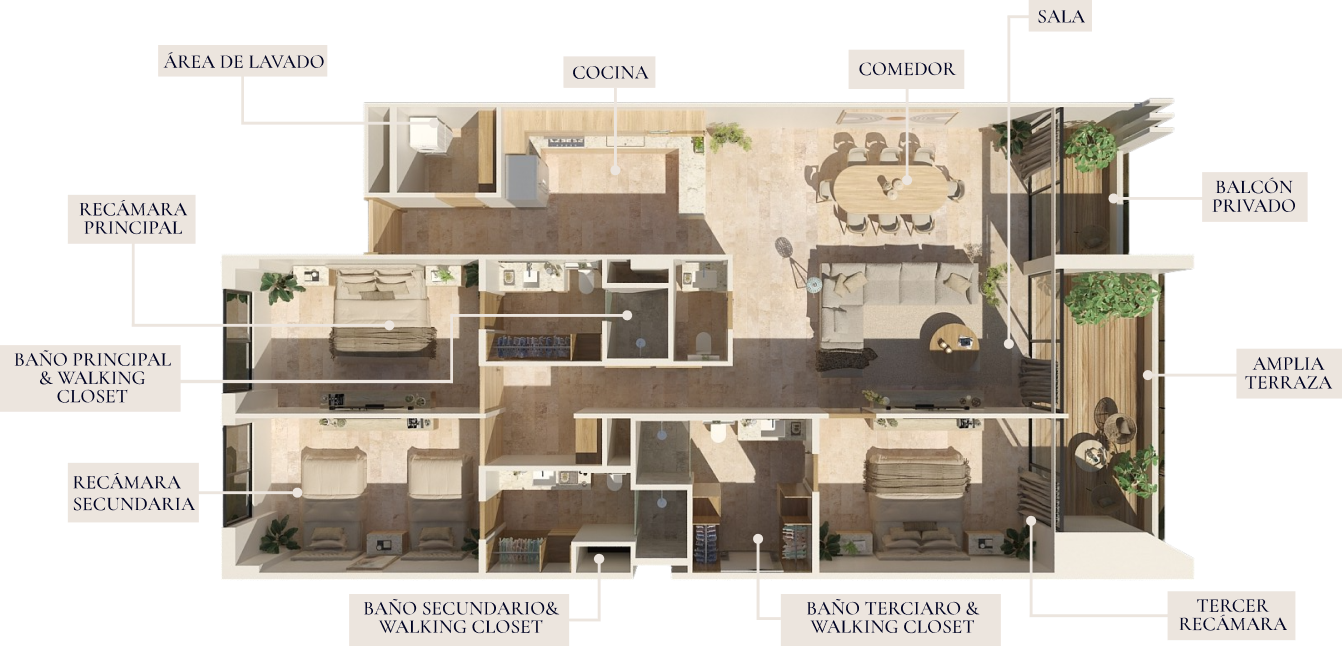 SALA
ÁREA DE LAVADO
COCINA
COMEDOR
RECÁMARA
PRINCIPAL
BALCÓN
PRIVADO
BAÑO PRINCIPAL
& WALKING
CLOSET
AMPLIA
TERRAZA
RECÁMARA
SECUNDARIA
BAÑO SECUNDARIO&
WALKING CLOSET
BAÑO TERCIARO &
WALKING CLOSET
TERCER
RECÁMARA